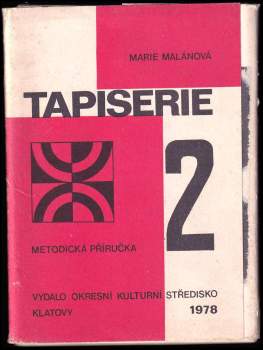 MARIE MALÁNOVÁ
TAPISERIE
2
METODICKÁ PŘÍRUČKA
VYDALO OKRESNÍ KULTURNÍ STŘEDISKO
KLATOVY 1978